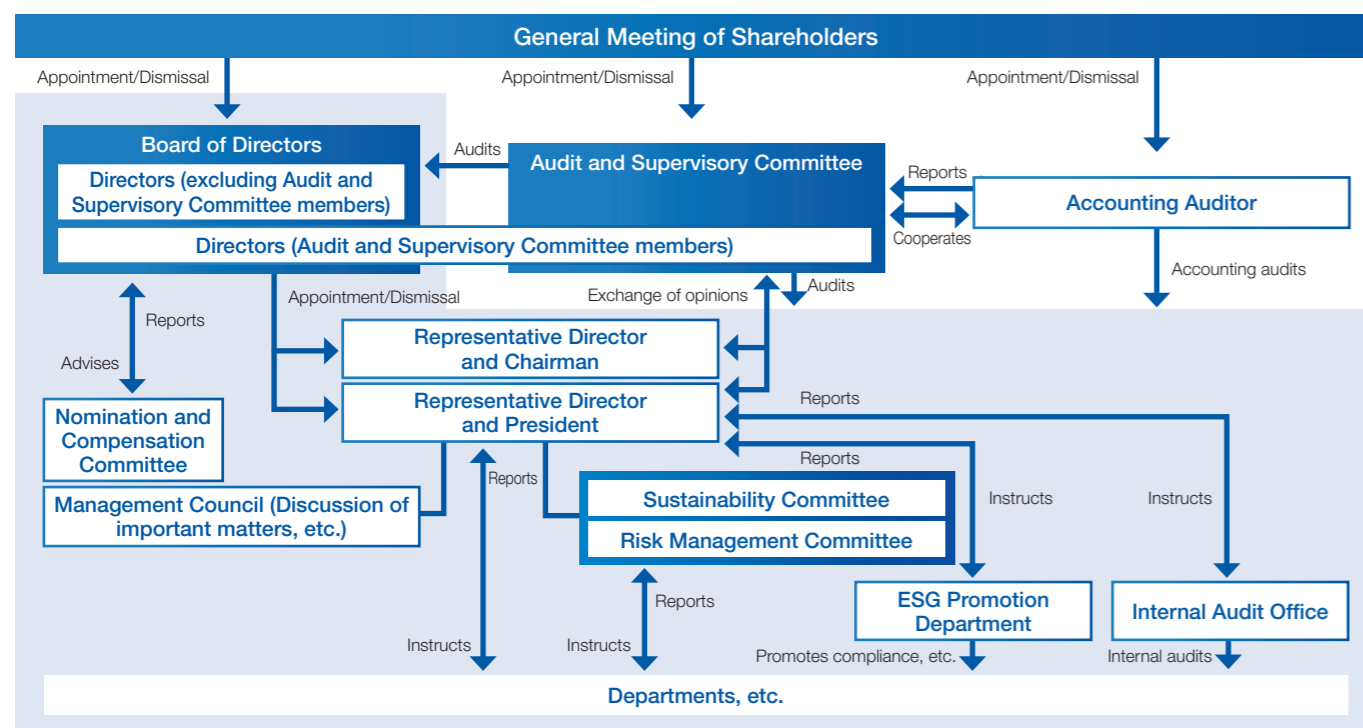 General Meeting of Shareholders
Appointment/Dismissal
Appointment/Dismissal
Appointment/Dismissal
Board of Directors
Audits
Audit and Supervisory Committee
Directors (excluding Audit and
Supervisory Committee members)
Reports
Accounting Auditor
Cooperates
Directors (Audit and Supervisory Committee members)
Accounting audits
Appointment/Dismissal
Exchange of opinions
Audits
Reports
Advises
Representative Director
and Chairman
Representative Director
and President
Reports
Nomination and
Compensation
Committee
Reports
Reports
Management Council (Discussion of
important matters, etc.)
Sustainability Committee
Risk Management Committee
Instructs
Instructs
Reports
ESG Promotion
Department
Internal Audit Office
Instructs
Instructs
Promotes compliance, etc.
Internal audits
Departments, etc.